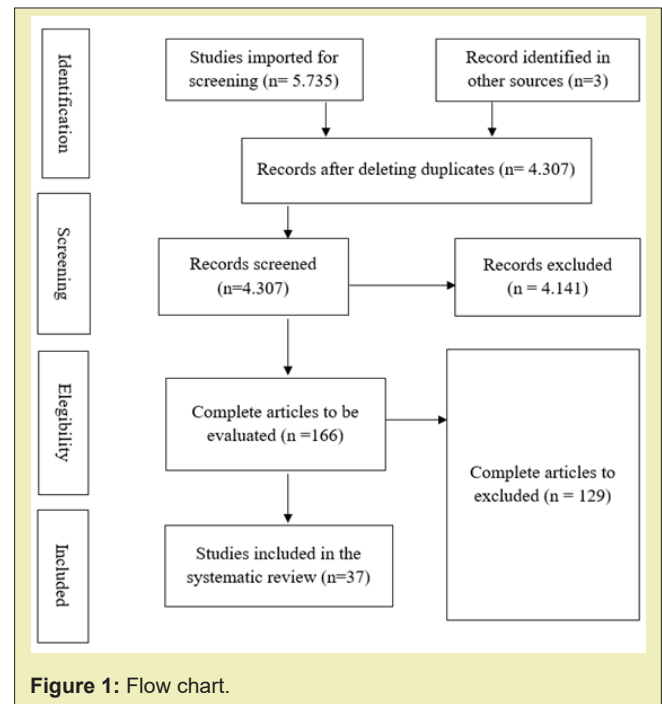 Identification
Studies imported for
screening (n= 5.735)
Record identified in
other sources (n=3)
Records after deleting duplicates (n= 4.307)
Screening
Records screened
(n=4.307)
Records excluded
(n = 4.141)
Elegibility
Complete articles to be
evaluated (n =166)
Complete articles to
excluded (n = 129)
Included
Studies included in the
systematic review (n=37)
Figure 1: Flow chart.